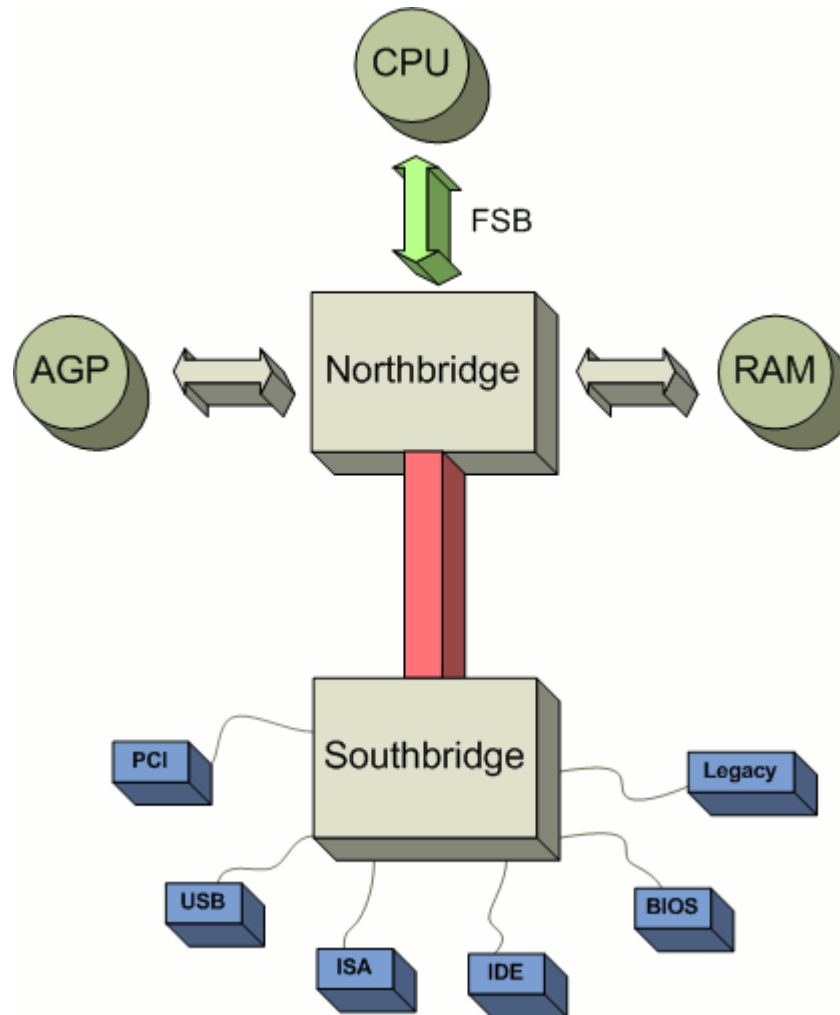 CPU
FSB
AGP
Northbridge
RAM
Southbridge
PCI
Legacy
USB
BIOS
ISA
IDE